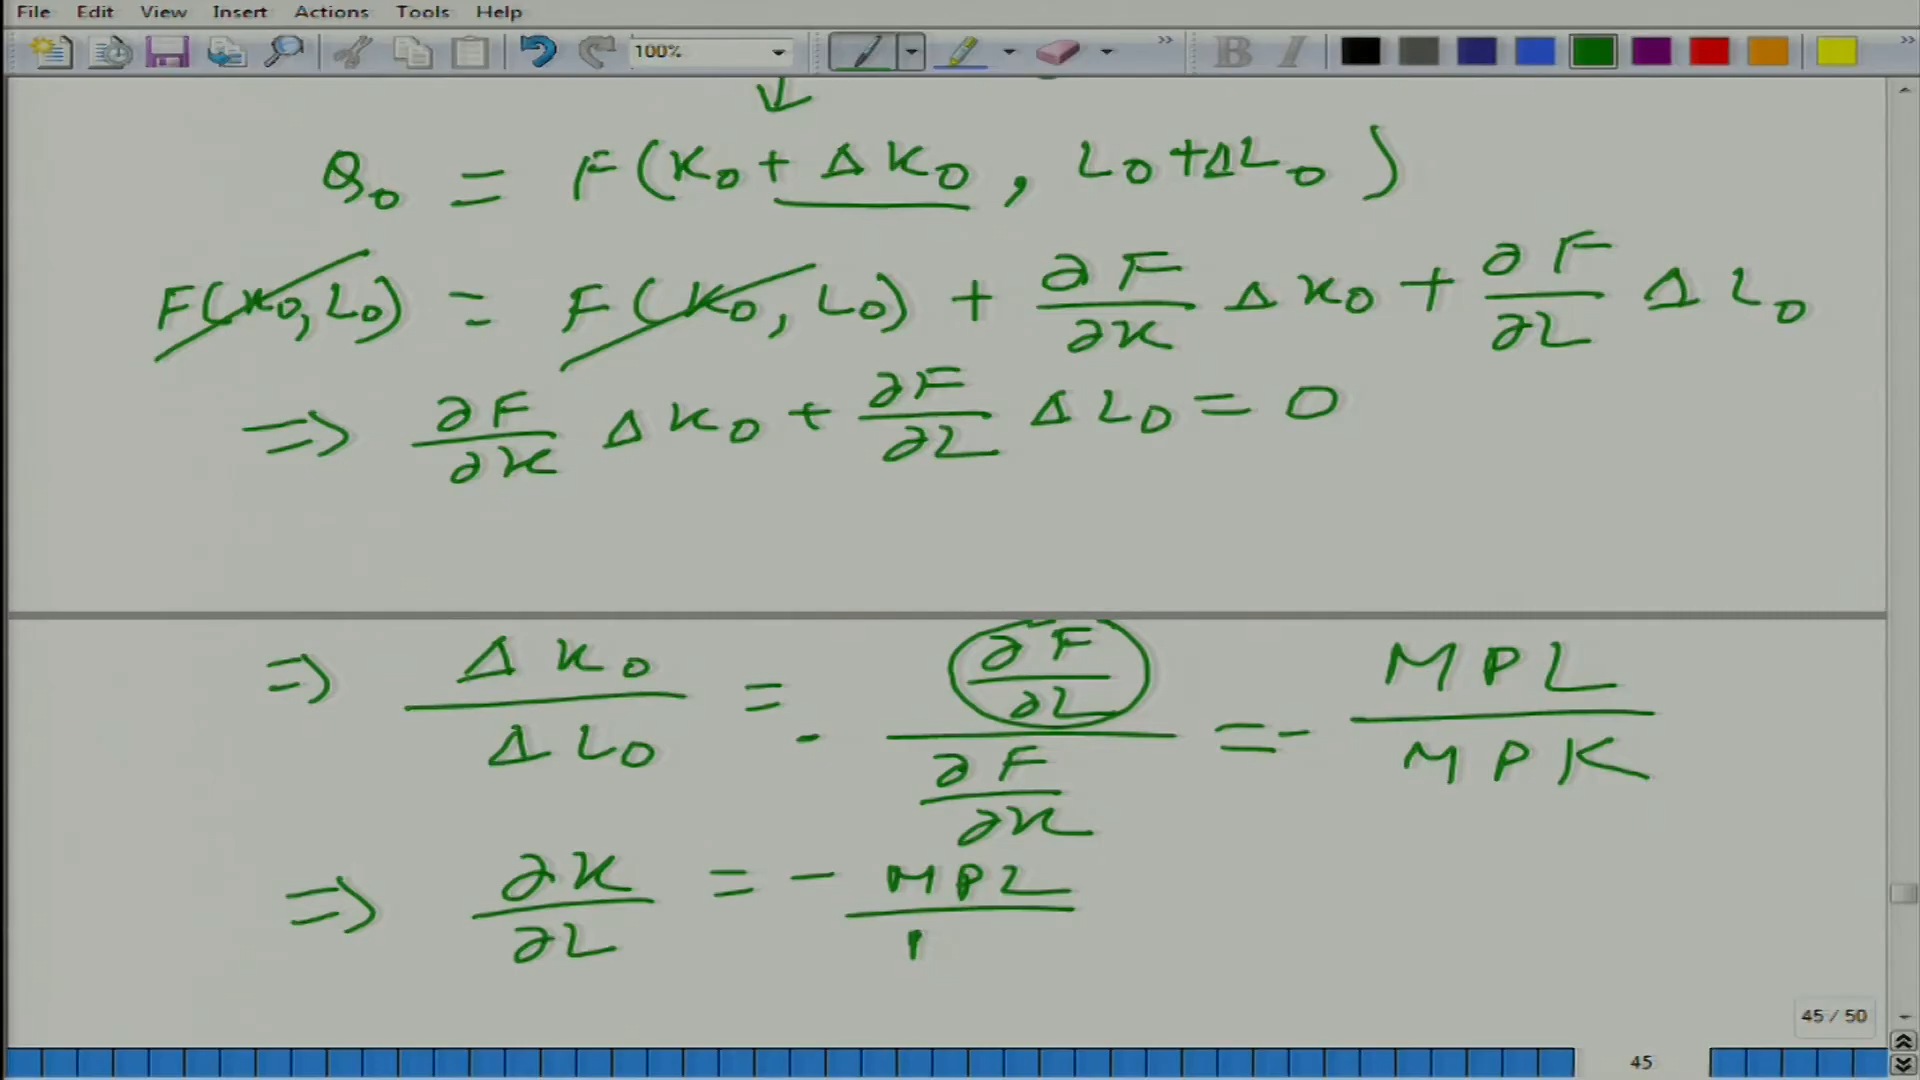 File Edit View Insert Actions Tools Help
100%
Q₀ = F(K₀ + ΔK₀, L₀ + ΔL₀)
F(K₀, L₀) = F(K₀, L₀) + ∂F/∂K ΔK₀ + ∂F/∂L ΔL₀
=> ∂F/∂K ΔK₀ + ∂F/∂L ΔL₀ = 0
=> ΔK₀/ΔL₀ = - (∂F/∂L)/(∂F/∂K) = - MPL/MPK
=> ∂K/∂L = - MPL/
45 / 50
45